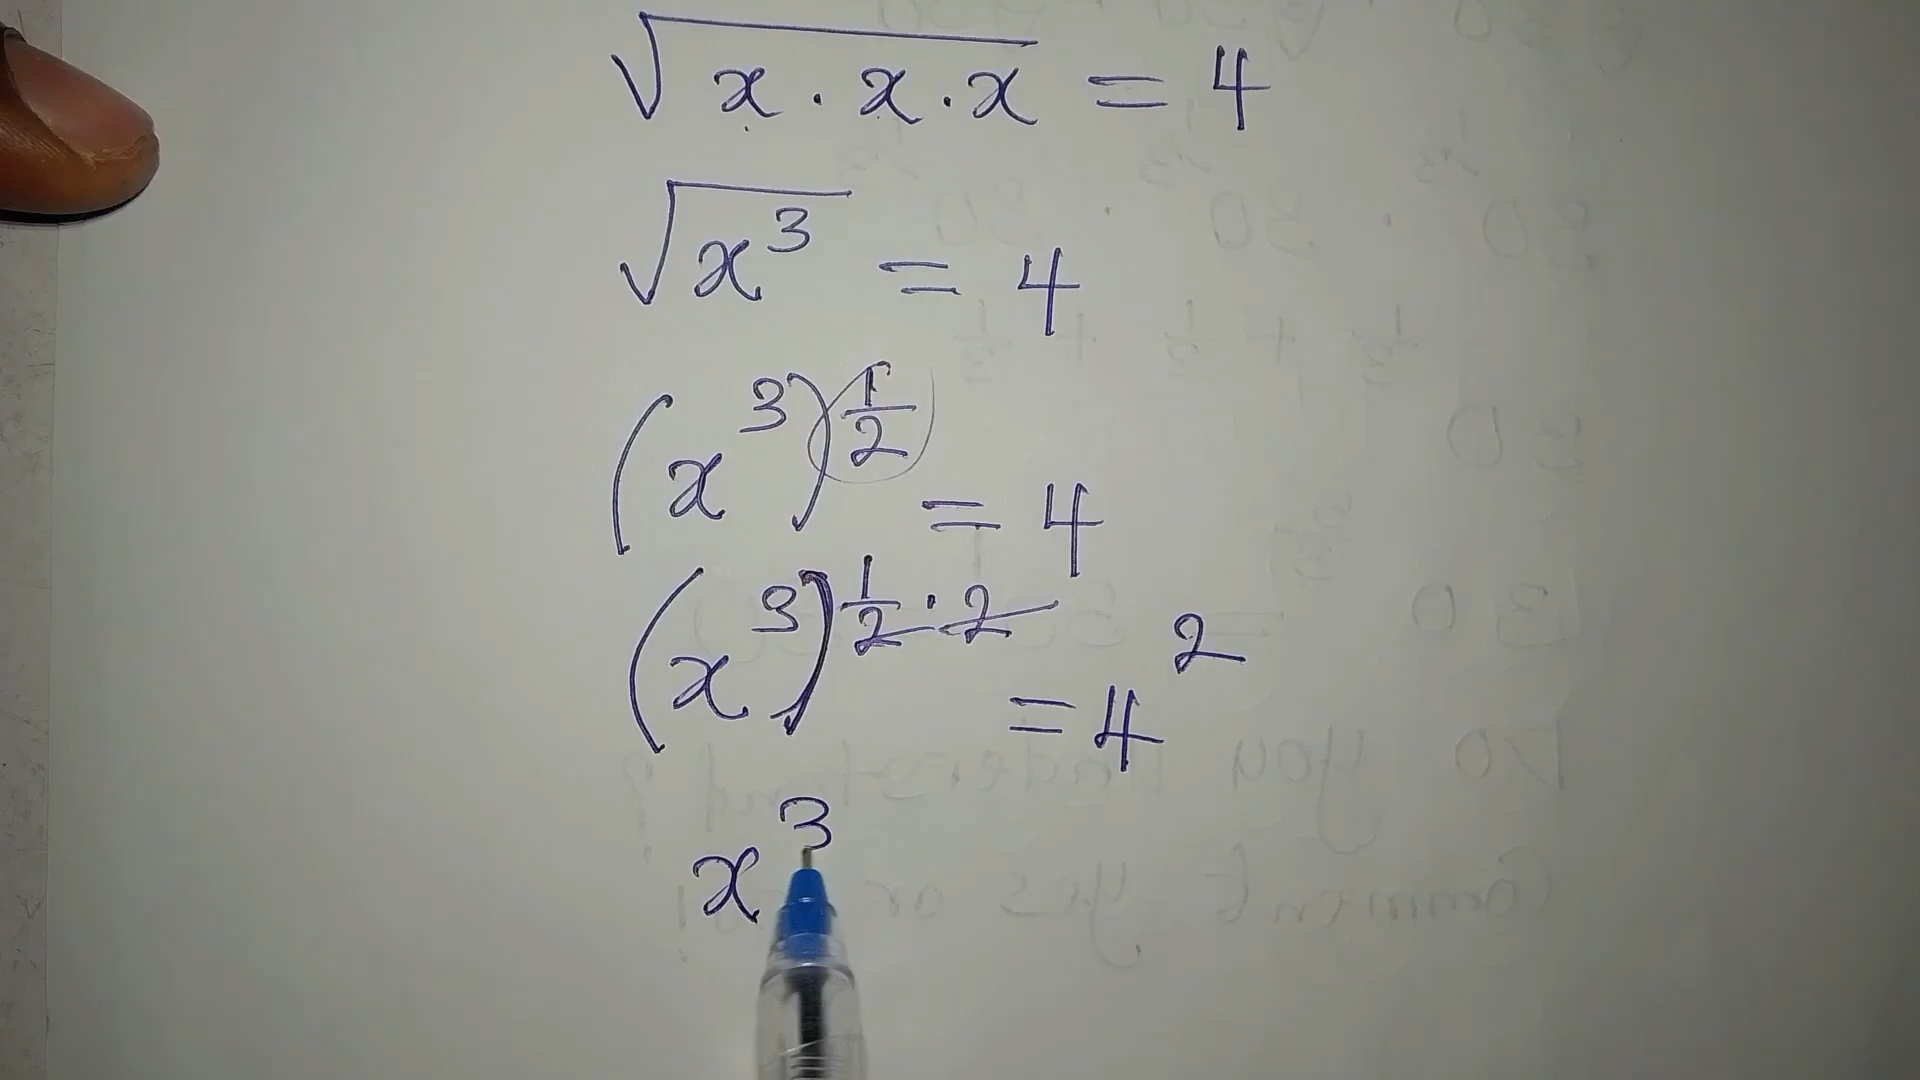 √x·x·x = 4
√x³ = 4
(x³)^½ = 4
(x³)^½·2 = 4²
x³